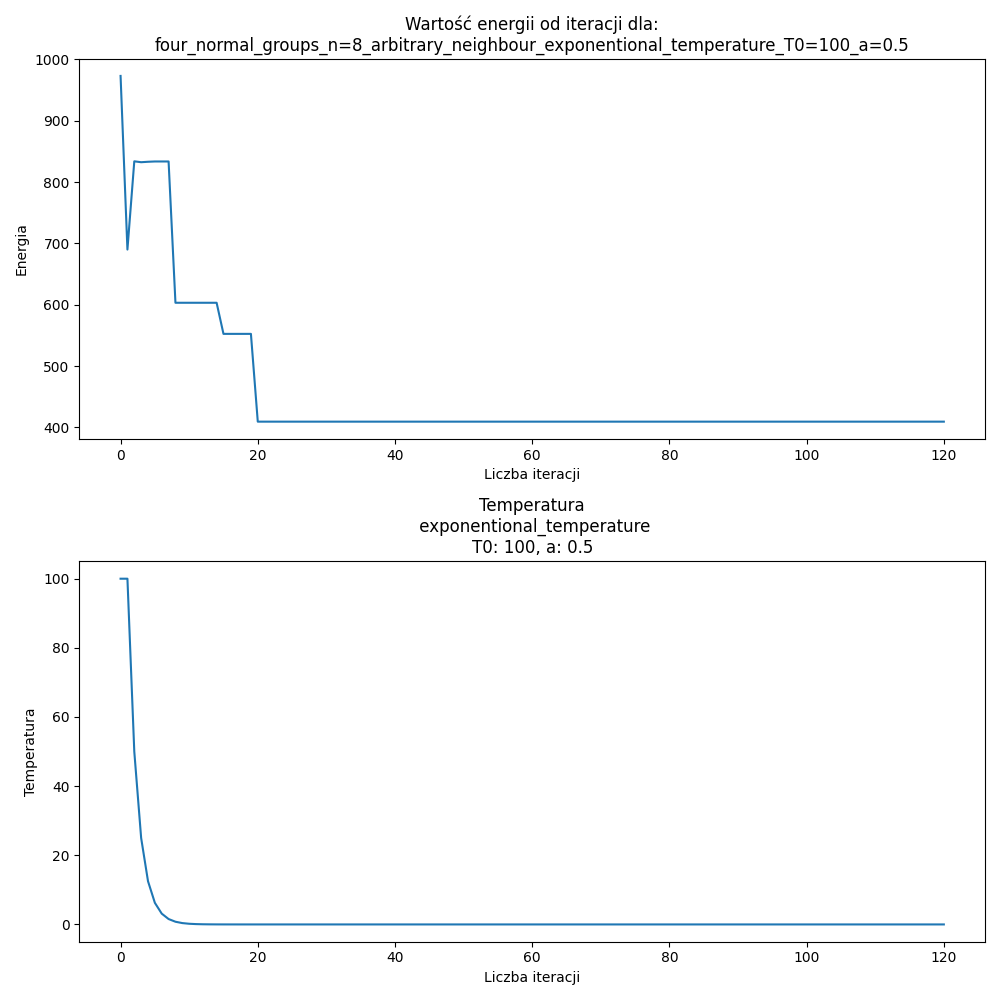 Wartość energii od iteracji dla:
four_normal_groups_n=8_arbitrary_neighbour_exponentional_temperature_T0=100_a=0.5
1000
900
800
700
600
500
400
Energia
0 20 40 60 80 100 120
Liczba iteracji
Temperatura
exponentional_temperature
T0: 100, a: 0.5
100
80
60
40
20
0
Temperatura
0 20 40 60 80 100 120
Liczba iteracji